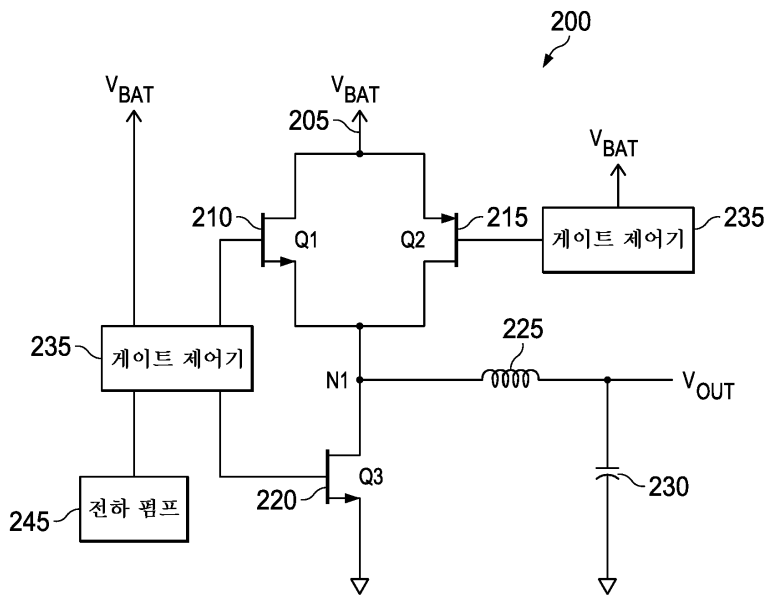 200
V_BAT
V_BAT
205
V_BAT
210
Q1
Q2
215
게이트 제어기
235
235
게이트 제어기
225
N1
V_OUT
Q3
220
230
245
전하 펌프